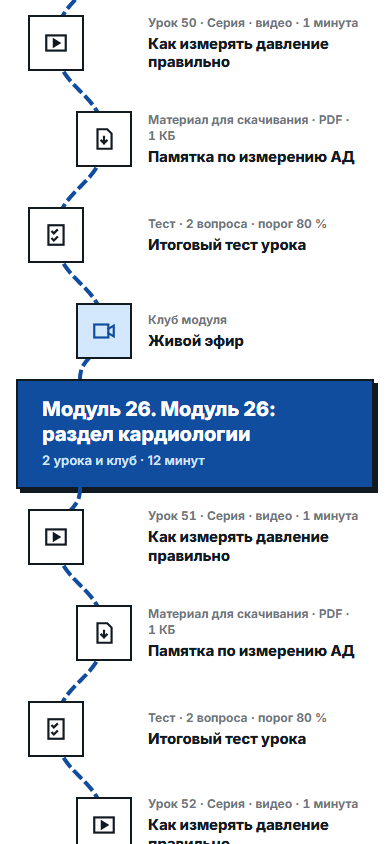 Урок 50 · Серия · видео · 1 минута
Как измерять давление
правильно
Материал для скачивания · PDF ·
1 КБ
Памятка по измерению АД
Тест · 2 вопроса · порог 80 %
Итоговый тест урока
Клуб модуля
Живой эфир
Модуль 26. Модуль 26:
раздел кардиологии
2 урока и клуб · 12 минут
Урок 51 · Серия · видео · 1 минута
Как измерять давление
правильно
Материал для скачивания · PDF ·
1 КБ
Памятка по измерению АД
Тест · 2 вопроса · порог 80 %
Итоговый тест урока
Урок 52 · Серия · видео · 1 минута
Как измерять давление